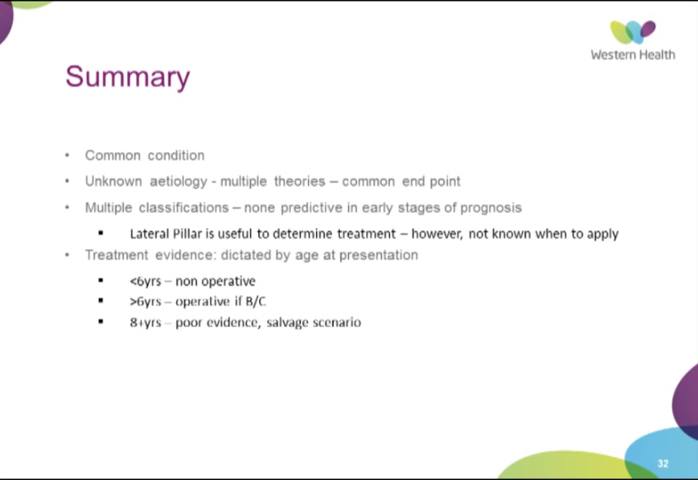 Western Health
Summary
• Common condition
• Unknown aetiology - multiple theories – common end point
• Multiple classifications – none predictive in early stages of prognosis
▪ Lateral Pillar is useful to determine treatment – however, not known when to apply
• Treatment evidence: dictated by age at presentation
▪ <6yrs – non operative
▪ >6yrs – operative if B/C
▪ 8+yrs – poor evidence, salvage scenario
32